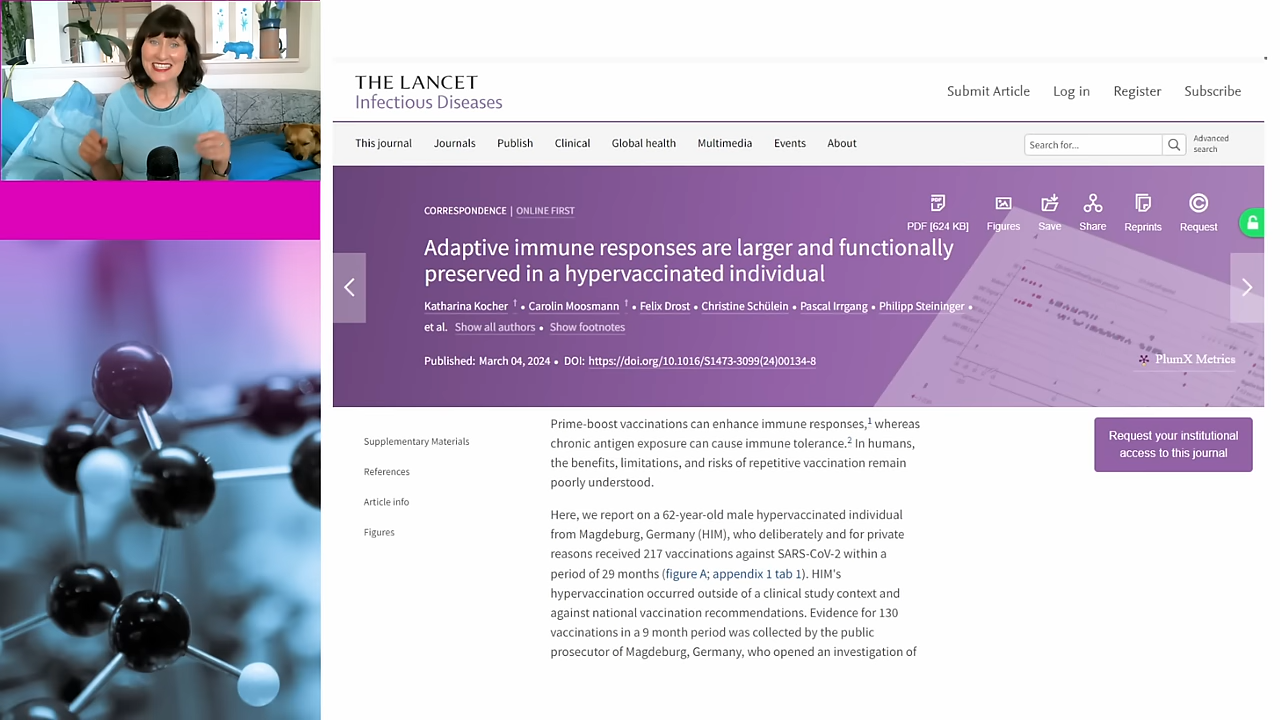 THE LANCET
Infectious Diseases
Submit Article Log in Register Subscribe
This journal Journals Publish Clinical Global health Multimedia Events About
Search for...
Advanced
search
CORRESPONDENCE | ONLINE FIRST
PDF [624 KB] Figures Save Share Reprints Request
Adaptive immune responses are larger and functionally
preserved in a hypervaccinated individual
Katharina Kocher † • Carolin Moosmann † • Felix Drost • Christine Schülein • Pascal Irrgang • Philipp Steininger •
et al. Show all authors • Show footnotes
Published: March 04, 2024 • DOI: https://doi.org/10.1016/S1473-3099(24)00134-8
PlumX Metrics
Supplementary Materials
References
Article info
Figures
Prime-boost vaccinations can enhance immune responses,1 whereas
chronic antigen exposure can cause immune tolerance.2 In humans,
the benefits, limitations, and risks of repetitive vaccination remain
poorly understood.
Here, we report on a 62-year-old male hypervaccinated individual
from Magdeburg, Germany (HIM), who deliberately and for private
reasons received 217 vaccinations against SARS-CoV-2 within a
period of 29 months (figure A; appendix 1 tab 1). HIM's
hypervaccination occurred outside of a clinical study context and
against national vaccination recommendations. Evidence for 130
vaccinations in a 9 month period was collected by the public
prosecutor of Magdeburg, Germany, who opened an investigation of
Request your institutional
access to this journal